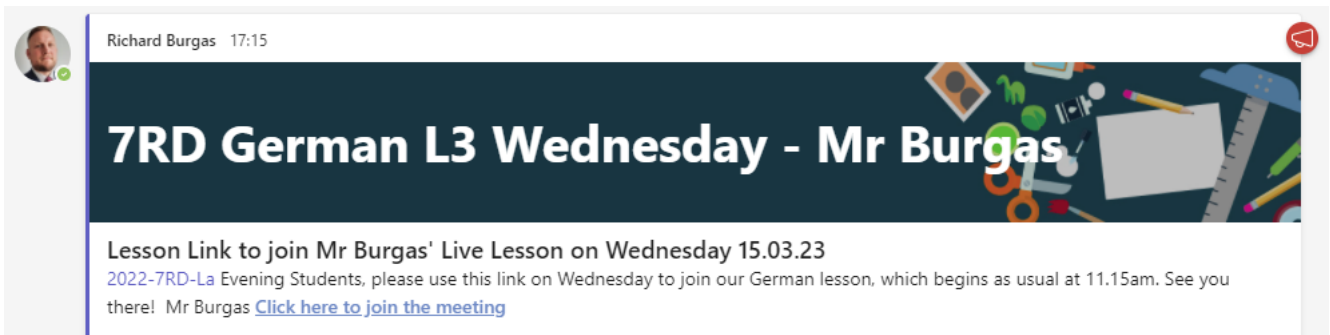 Richard Burgas 17:15
7RD German L3 Wednesday - Mr Burgas
Lesson Link to join Mr Burgas' Live Lesson on Wednesday 15.03.23
2022-7RD-La Evening Students, please use this link on Wednesday to join our German lesson, which begins as usual at 11.15am. See you
there! Mr Burgas Click here to join the meeting